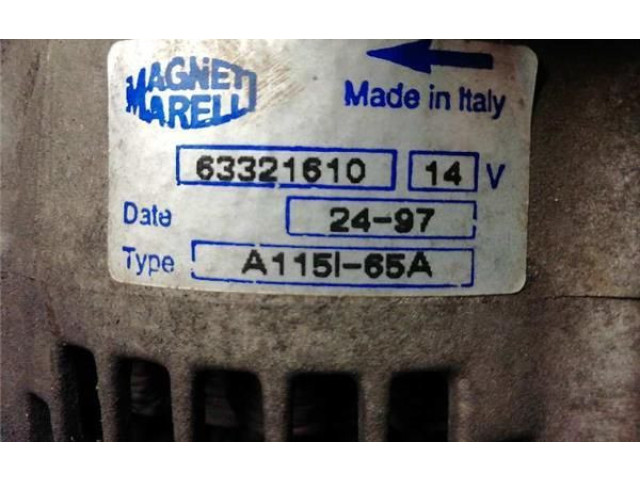 MAGNETI
MARELLI
Made in Italy
63321610 14 V
Date 24-97
Type A115I-65A